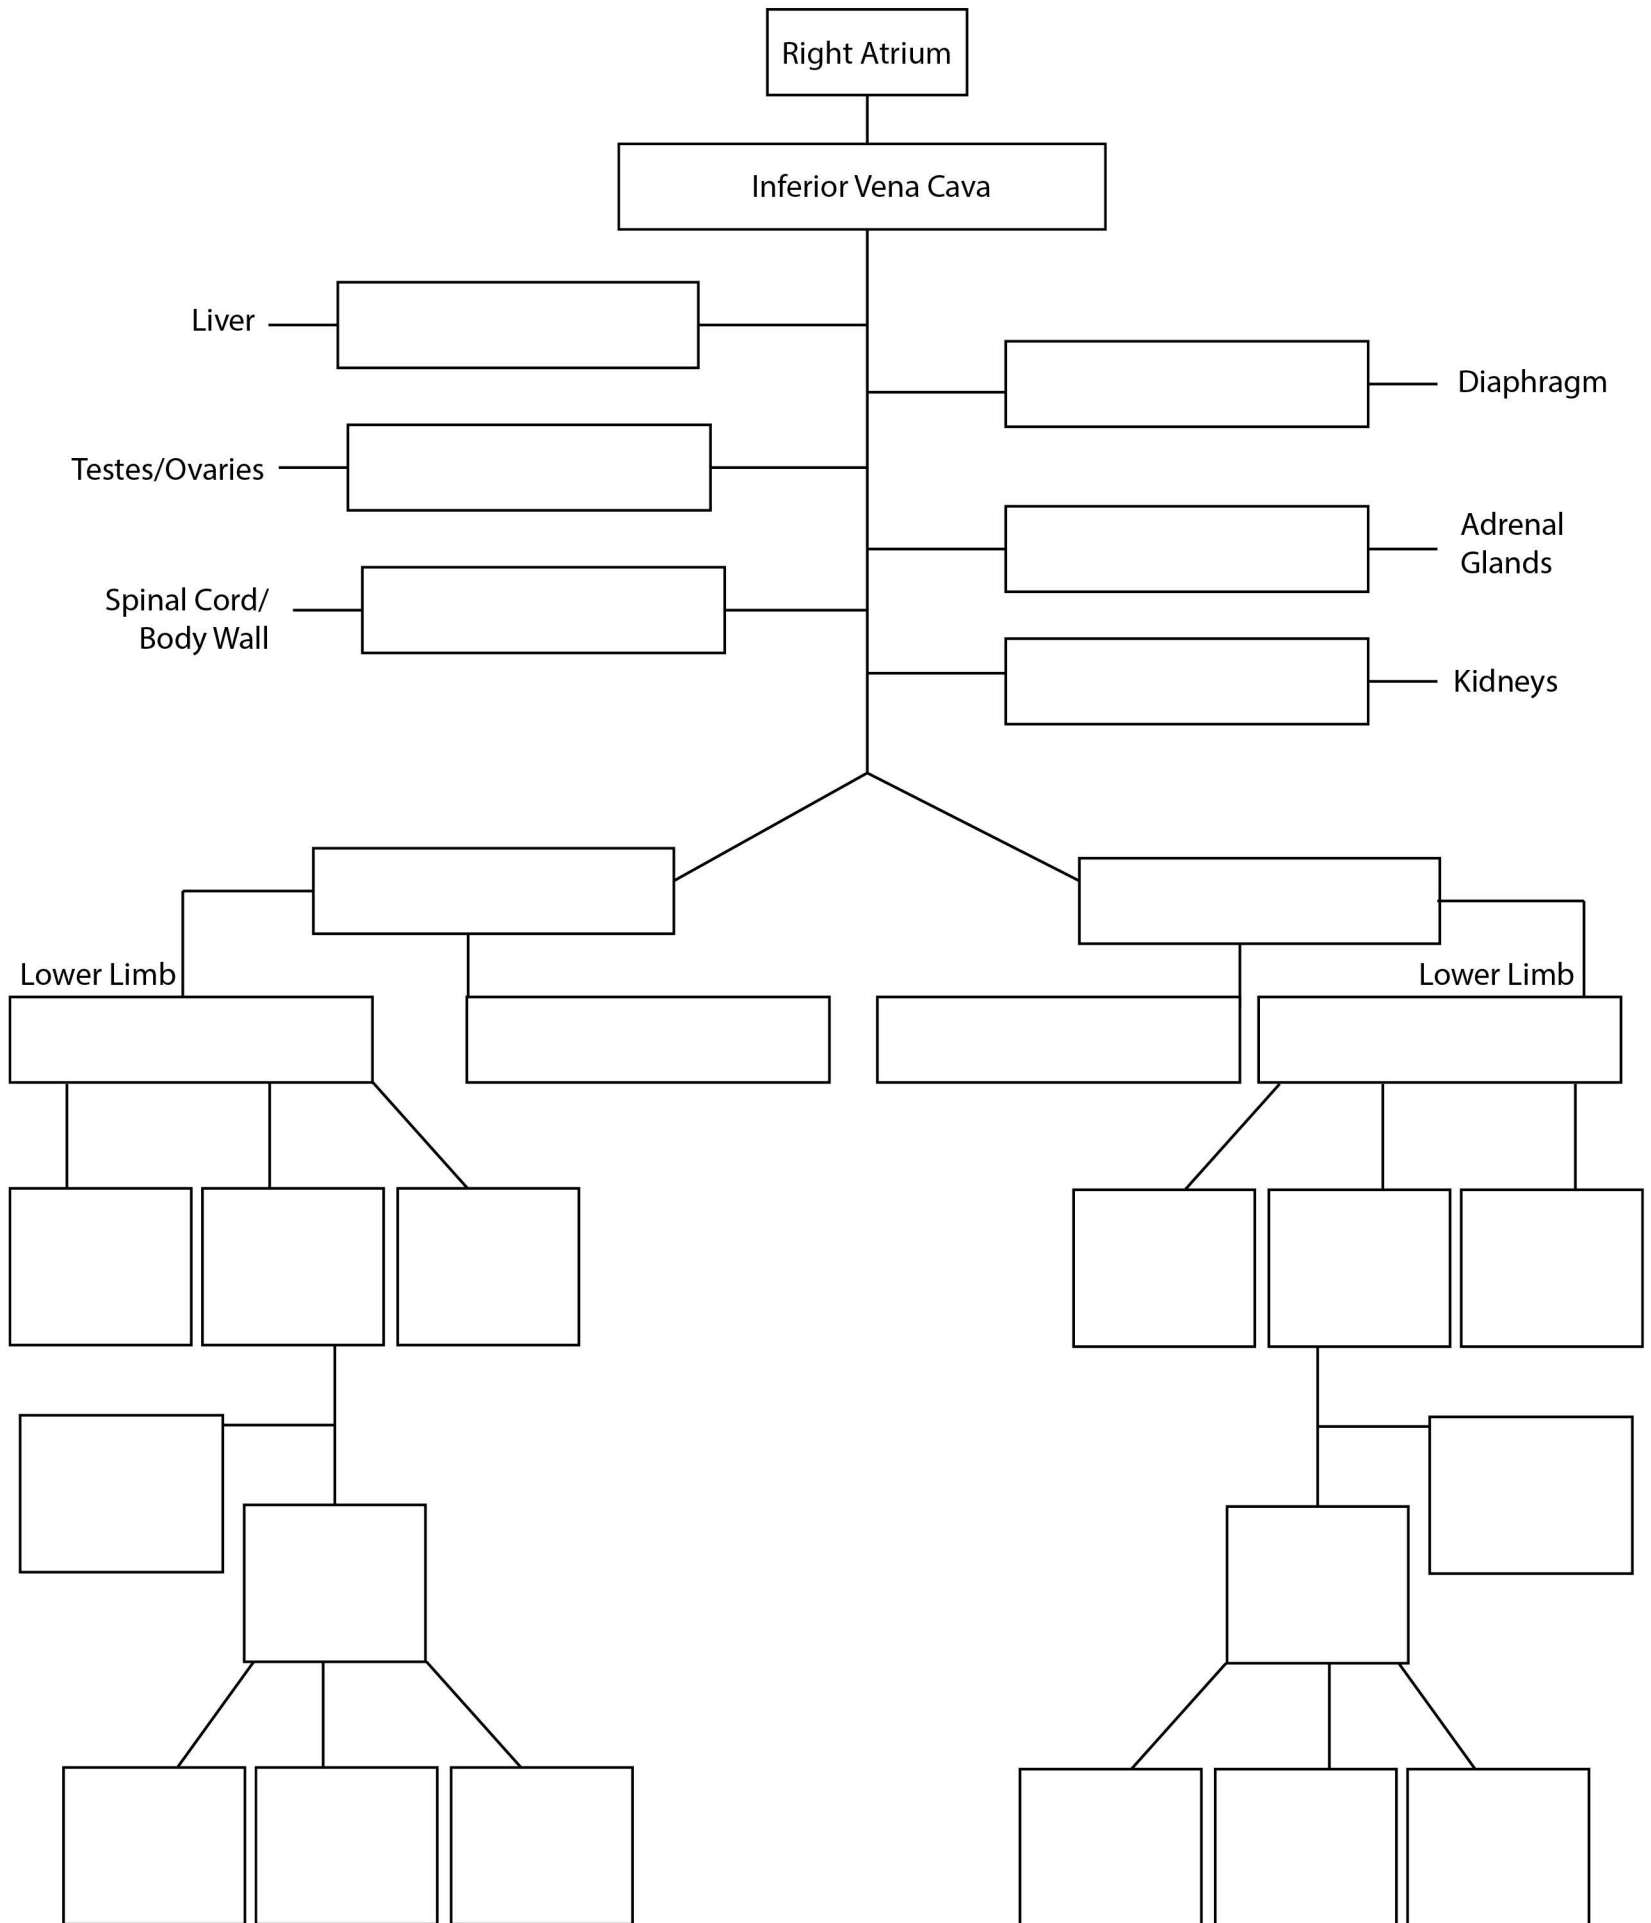 Right Atrium
Inferior Vena Cava
Liver
Diaphragm
Testes/Ovaries
Adrenal
Glands
Spinal Cord/
Body Wall
Kidneys
Lower Limb
Lower Limb